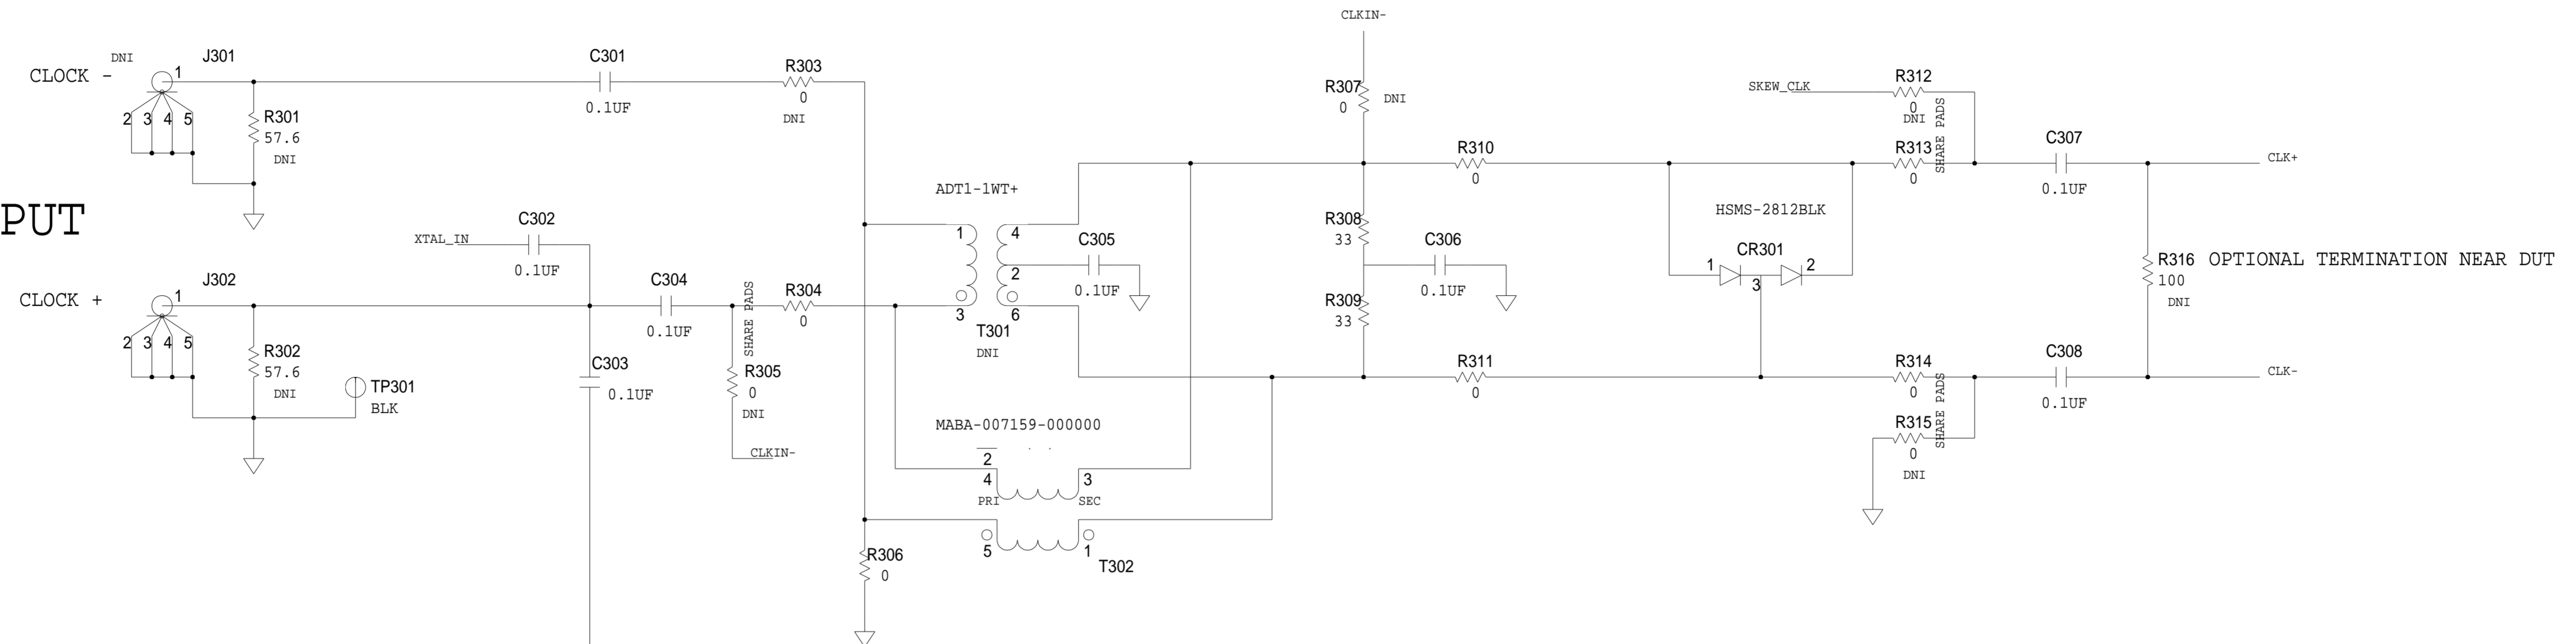 CLKIN-
DNI
J301
CLOCK -
1
2 3 4 5
R301
57.6
DNI
C301
0.1UF
R303
0
DNI
PUT
XTAL_IN
C302
0.1UF
J302
CLOCK +
1
2 3 4 5
R302
57.6
DNI
TP301
BLK
C304
0.1UF
C303
0.1UF
SHARE PADS
R304
0
R305
0
DNI
CLKIN-
ADT1-1WT+
1
4
2
3
6
T301
DNI
C305
0.1UF
MABA-007159-000000
2
4
3
PRI
SEC
5
1
T302
R306
0
R307
0
DNI
R308
33
R309
33
C306
0.1UF
R310
0
R311
0
HSMS-2812BLK
CR301
1
2
3
SKEW_CLK
R312
0
DNI
SHARE PADS
R313
0
C307
0.1UF
CLK+
R316
100
DNI
OPTIONAL TERMINATION NEAR DUT
R314
0
SHARE PADS
R315
0
DNI
C308
0.1UF
CLK-